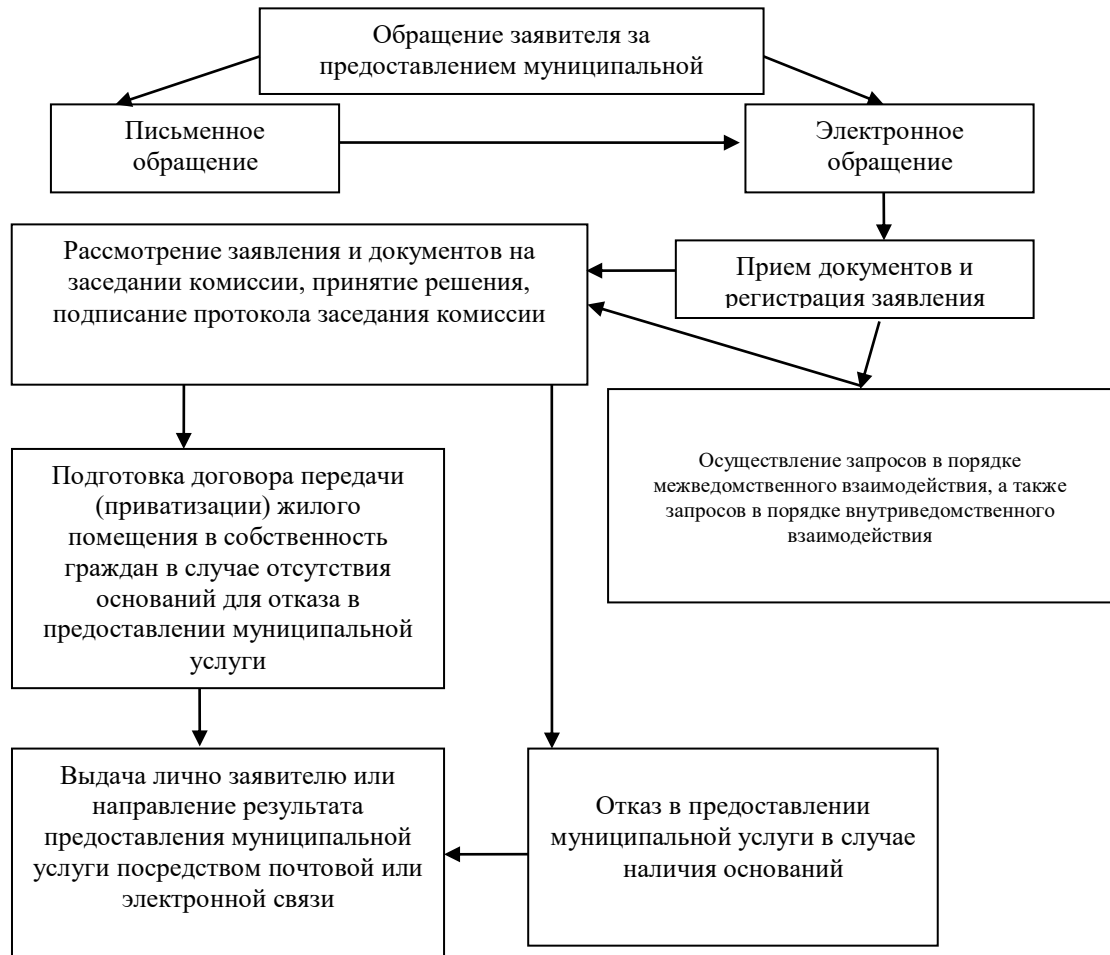 Обращение заявителя за
предоставлением муниципальной
Письменное
обращение
Электронное
обращение
Рассмотрение заявления и документов на
заседании комиссии, принятие решения,
подписание протокола заседания комиссии
Прием документов и
регистрация заявления
Осуществление запросов в порядке
межведомственного взаимодействия, а также
запросов в порядке внутриведомственного
взаимодействия
Подготовка договора передачи
(приватизации) жилого
помещения в собственность
граждан в случае отсутствия
оснований для отказа в
предоставлении муниципальной
услуги
Выдача лично заявителю или
направление результата
предоставления муниципальной
услуги посредством почтовой или
электронной связи
Отказ в предоставлении
муниципальной услуги в случае
наличия оснований